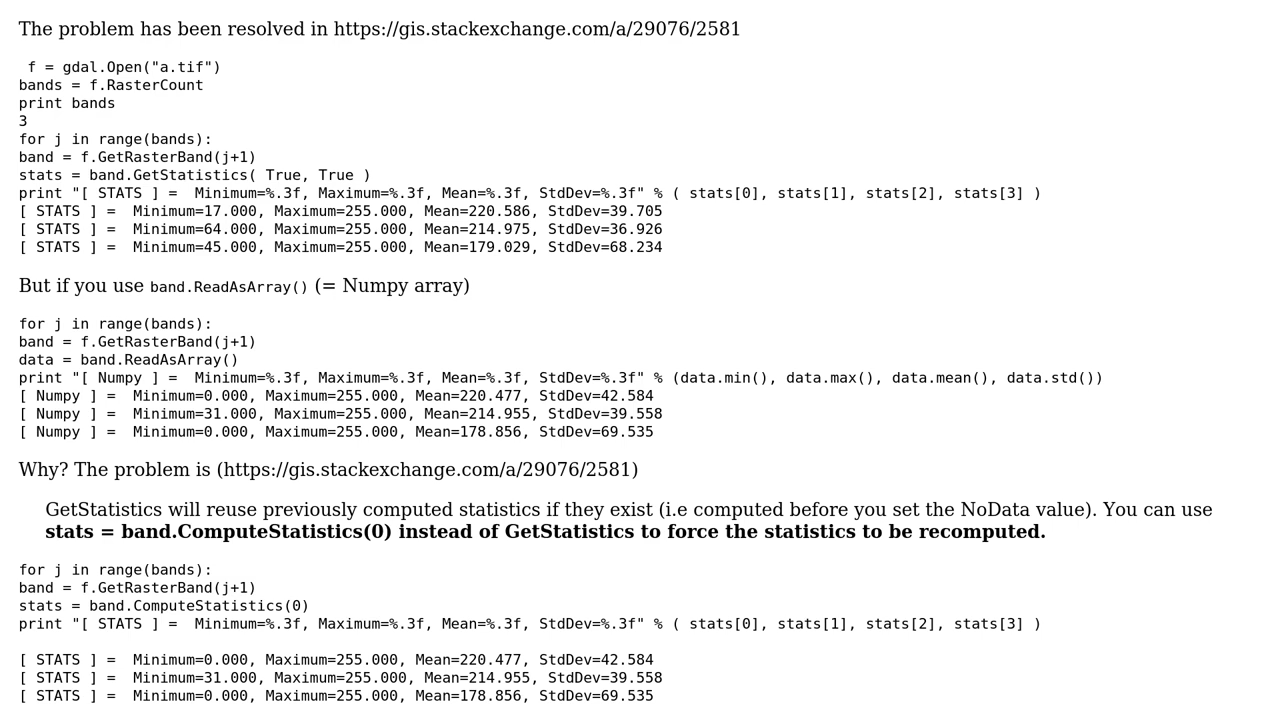 The problem has been resolved in https://gis.stackexchange.com/a/29076/2581
f = gdal.Open("a.tif")
bands = f.RasterCount
print bands
3
for j in range(bands):
band = f.GetRasterBand(j+1)
stats = band.GetStatistics( True, True )
print "[ STATS ] =  Minimum=%.3f, Maximum=%.3f, Mean=%.3f, StdDev=%.3f" % ( stats[0], stats[1], stats[2], stats[3] )
[ STATS ] =  Minimum=17.000, Maximum=255.000, Mean=220.586, StdDev=39.705
[ STATS ] =  Minimum=64.000, Maximum=255.000, Mean=214.975, StdDev=36.926
[ STATS ] =  Minimum=45.000, Maximum=255.000, Mean=179.029, StdDev=68.234
But if you use band.ReadAsArray() (= Numpy array)
for j in range(bands):
band = f.GetRasterBand(j+1)
data = band.ReadAsArray()
print "[ Numpy ] =  Minimum=%.3f, Maximum=%.3f, Mean=%.3f, StdDev=%.3f" % (data.min(), data.max(), data.mean(), data.std())
[ Numpy ] =  Minimum=0.000, Maximum=255.000, Mean=220.477, StdDev=42.584
[ Numpy ] =  Minimum=31.000, Maximum=255.000, Mean=214.955, StdDev=39.558
[ Numpy ] =  Minimum=0.000, Maximum=255.000, Mean=178.856, StdDev=69.535
Why? The problem is (https://gis.stackexchange.com/a/29076/2581)
GetStatistics will reuse previously computed statistics if they exist (i.e computed before you set the NoData value). You can use
stats = band.ComputeStatistics(0) instead of GetStatistics to force the statistics to be recomputed.
for j in range(bands):
band = f.GetRasterBand(j+1)
stats = band.ComputeStatistics(0)
print "[ STATS ] =  Minimum=%.3f, Maximum=%.3f, Mean=%.3f, StdDev=%.3f" % ( stats[0], stats[1], stats[2], stats[3] )
[ STATS ] =  Minimum=0.000, Maximum=255.000, Mean=220.477, StdDev=42.584
[ STATS ] =  Minimum=31.000, Maximum=255.000, Mean=214.955, StdDev=39.558
[ STATS ] =  Minimum=0.000, Maximum=255.000, Mean=178.856, StdDev=69.535